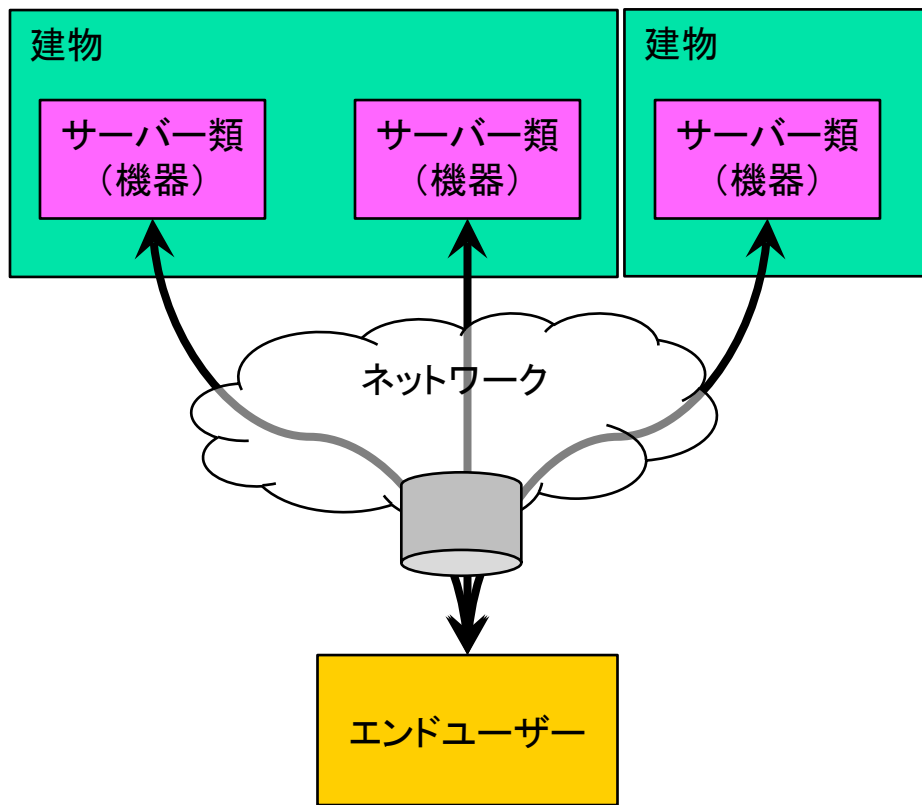 建物
サーバー類
（機器）
サーバー類
（機器）
建物
サーバー類
（機器）
ネットワーク
エンドユーザー